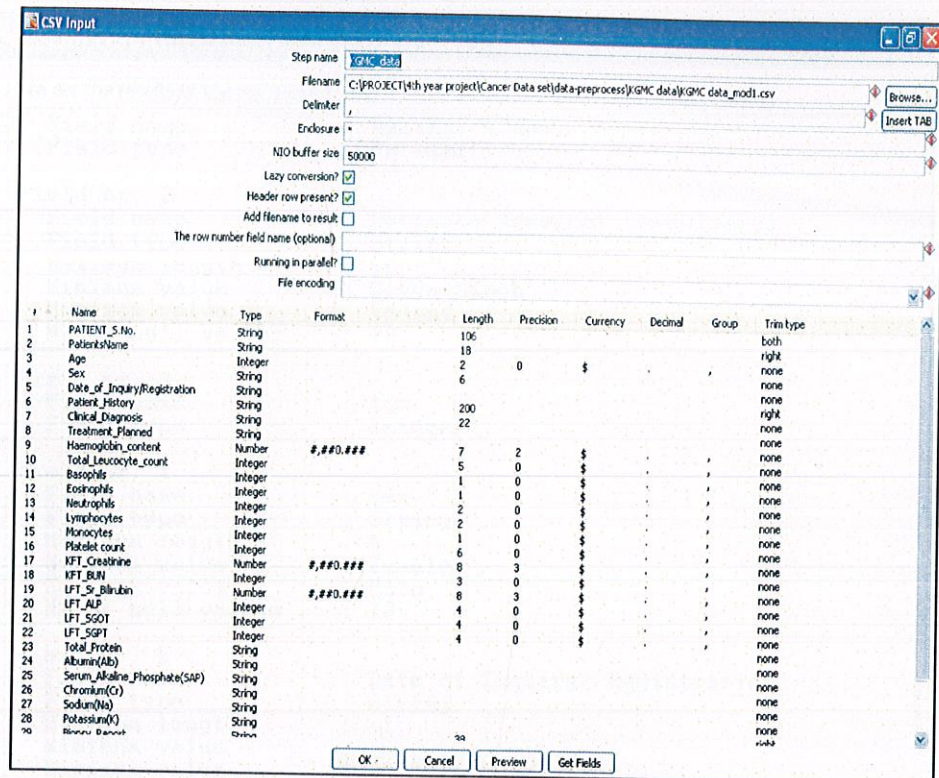 CSV Input
Step name KGMC_data
Filename C:\PROJECT\4th year project\Cancer Data set\data-preprocess\KGMC data\KGMC data_mod1.csv Browse...
Delimiter , Insert TAB
Enclosure "
NIO buffer size 50000
Lazy conversion?
Header row present?
Add filename to result
The row number field name (optional)
Running in parallel?
File encoding
Name Type Format Length Precision Currency Decimal Group Trim type
1 PATIENT_S.No. String 106 both
2 PatientsName String 18 right
3 Age Integer 2 0 $ . , none
4 Sex String 6 none
5 Date_of_Inquiry/Registration String none
6 Patient_History String 200 right
7 Clinical_Diagnosis String 22 none
8 Treatment_Planned String none
9 Haemoglobin_content Number #,##0.### 7 2 $ . , none
10 Total_Leucocyte_count Integer 5 0 $ . , none
11 Basophils Integer 1 0 $ . , none
12 Eosinophils Integer 1 0 $ . , none
13 Neutrophils Integer 2 0 $ . , none
14 Lymphocytes Integer 2 0 $ . , none
15 Monocytes Integer 1 0 $ . , none
16 Platelet count Integer 6 0 $ . , none
17 KFT_Creatinine Number #,##0.### 8 3 $ . , none
18 KFT_BUN Integer 3 0 $ . , none
19 LFT_Sr_Bilirubin Number #,##0.### 8 3 $ . , none
20 LFT_ALP Integer 4 0 $ . , none
21 LFT_SGOT Integer 4 0 $ . , none
22 LFT_SGPT Integer 4 0 $ . , none
23 Total_Protein String none
24 Albumin(Alb) String none
25 Serum_Alkaline_Phosphate(SAP) String none
26 Chromium(Cr) String none
27 Sodium(Na) String none
28 Potassium(K) String none
29 Biopsy_Report String 39 right
OK Cancel Preview Get Fields